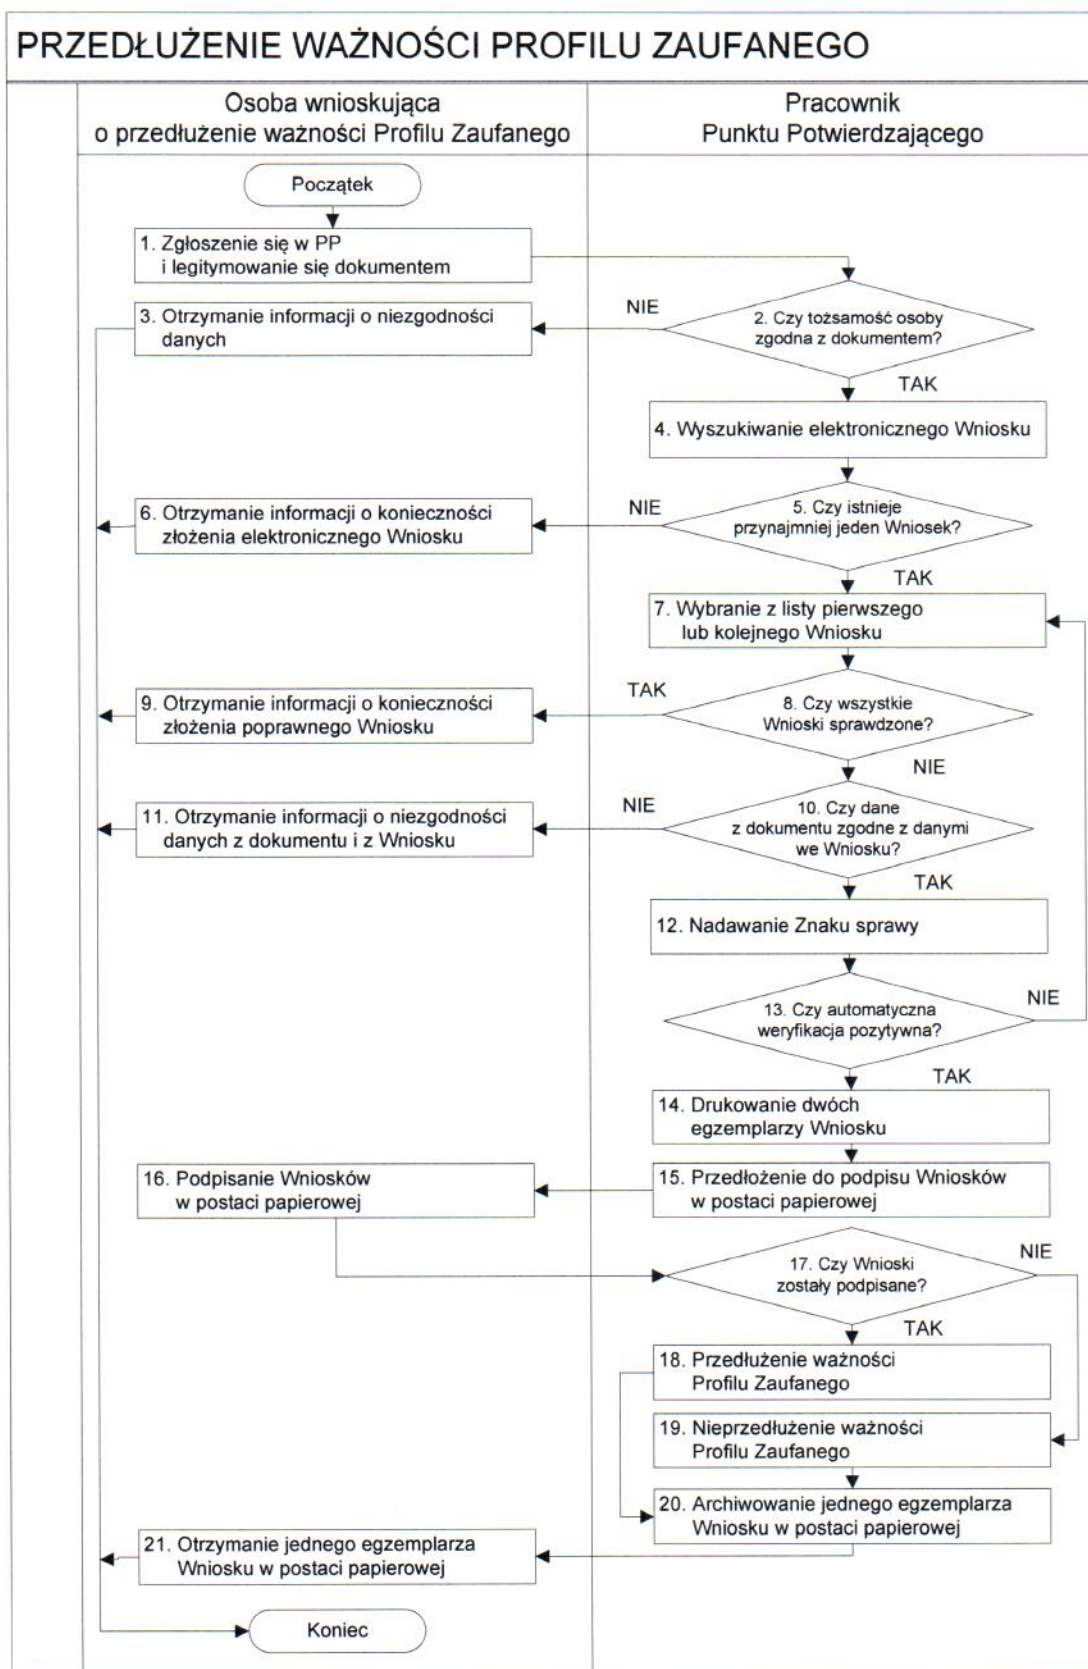 PRZEDŁUŻENIE WAŻNOŚCI PROFILU ZAUFANEGO
Osoba wnioskująca
o przedłużenie ważności Profilu Zaufanego
Pracownik
Punktu Potwierdzającego
Początek
1. Zgłoszenie się w PP
i legitymowanie się dokumentem
2. Czy tożsamość osoby
zgodna z dokumentem?
NIE
3. Otrzymanie informacji o niezgodności
danych
TAK
4. Wyszukiwanie elektronicznego Wniosku
5. Czy istnieje
przynajmniej jeden Wniosek?
NIE
6. Otrzymanie informacji o konieczności
złożenia elektronicznego Wniosku
TAK
7. Wybranie z listy pierwszego
lub kolejnego Wniosku
8. Czy wszystkie
Wnioski sprawdzone?
TAK
9. Otrzymanie informacji o konieczności
złożenia poprawnego Wniosku
NIE
10. Czy dane
z dokumentu zgodne z danymi
we Wniosku?
NIE
11. Otrzymanie informacji o niezgodności
danych z dokumentu i z Wniosku
TAK
12. Nadawanie Znaku sprawy
13. Czy automatyczna
weryfikacja pozytywna?
NIE
TAK
14. Drukowanie dwóch
egzemplarzy Wniosku
15. Przedłożenie do podpisu Wniosków
w postaci papierowej
16. Podpisanie Wniosków
w postaci papierowej
17. Czy Wnioski
zostały podpisane?
NIE
TAK
18. Przedłużenie ważności
Profilu Zaufanego
19. Nieprzedłużenie ważności
Profilu Zaufanego
20. Archiwowanie jednego egzemplarza
Wniosku w postaci papierowej
21. Otrzymanie jednego egzemplarza
Wniosku w postaci papierowej
Koniec